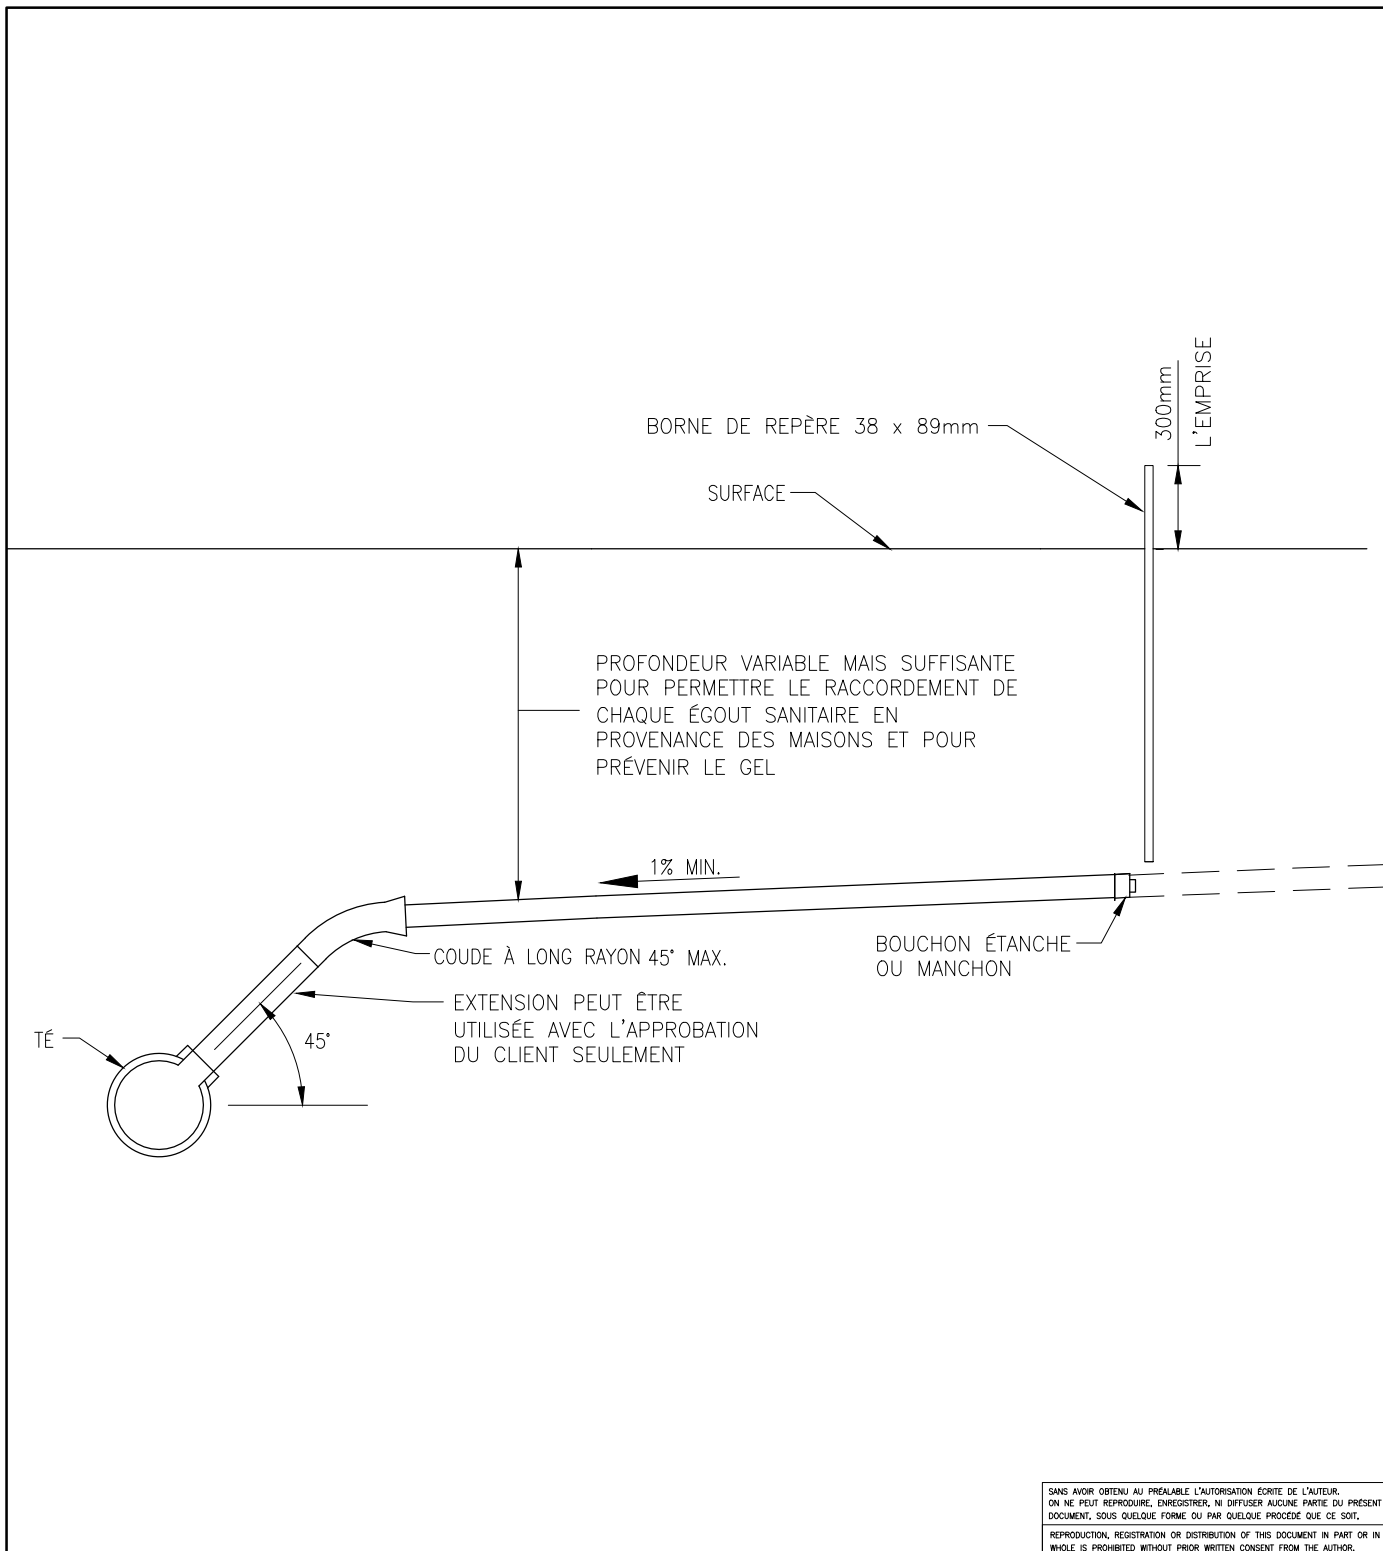 300mm
L'EMPRISE
BORNE DE REPÈRE 38 x 89mm
SURFACE
PROFONDEUR VARIABLE MAIS SUFFISANTE
POUR PERMETTRE LE RACCORDEMENT DE
CHAQUE ÉGOUT SANITAIRE EN
PROVENANCE DES MAISONS ET POUR
PRÉVENIR LE GEL
1% MIN.
BOUCHON ÉTANCHE
OU MANCHON
COUDE À LONG RAYON 45° MAX.
EXTENSION PEUT ÊTRE
UTILISÉE AVEC L'APPROBATION
DU CLIENT SEULEMENT
TÉ
45°
SANS AVOIR OBTENU AU PRÉALABLE L'AUTORISATION ÉCRITE DE L'AUTEUR.
ON NE PEUT REPRODUIRE, ENREGISTRER, NI DIFFUSER AUCUNE PARTIE DU PRÉSENT
DOCUMENT, SOUS QUELQUE FORME OU PAR QUELQUE PROCÉDÉ QUE CE SOIT.
REPRODUCTION, REGISTRATION OR DISTRIBUTION OF THIS DOCUMENT IN PART OR IN
WHOLE IS PROHIBITED WITHOUT PRIOR WRITTEN CONSENT FROM THE AUTHOR.